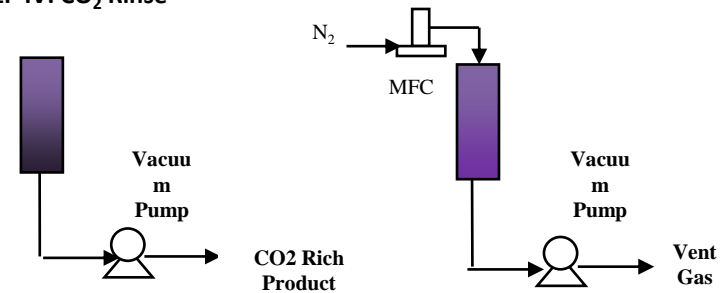 IV: CO2 Rinse
N2
MFC
Vacuu
m
Pump
CO2 Rich
Product
Vacuu
m
Pump
Vent
Gas